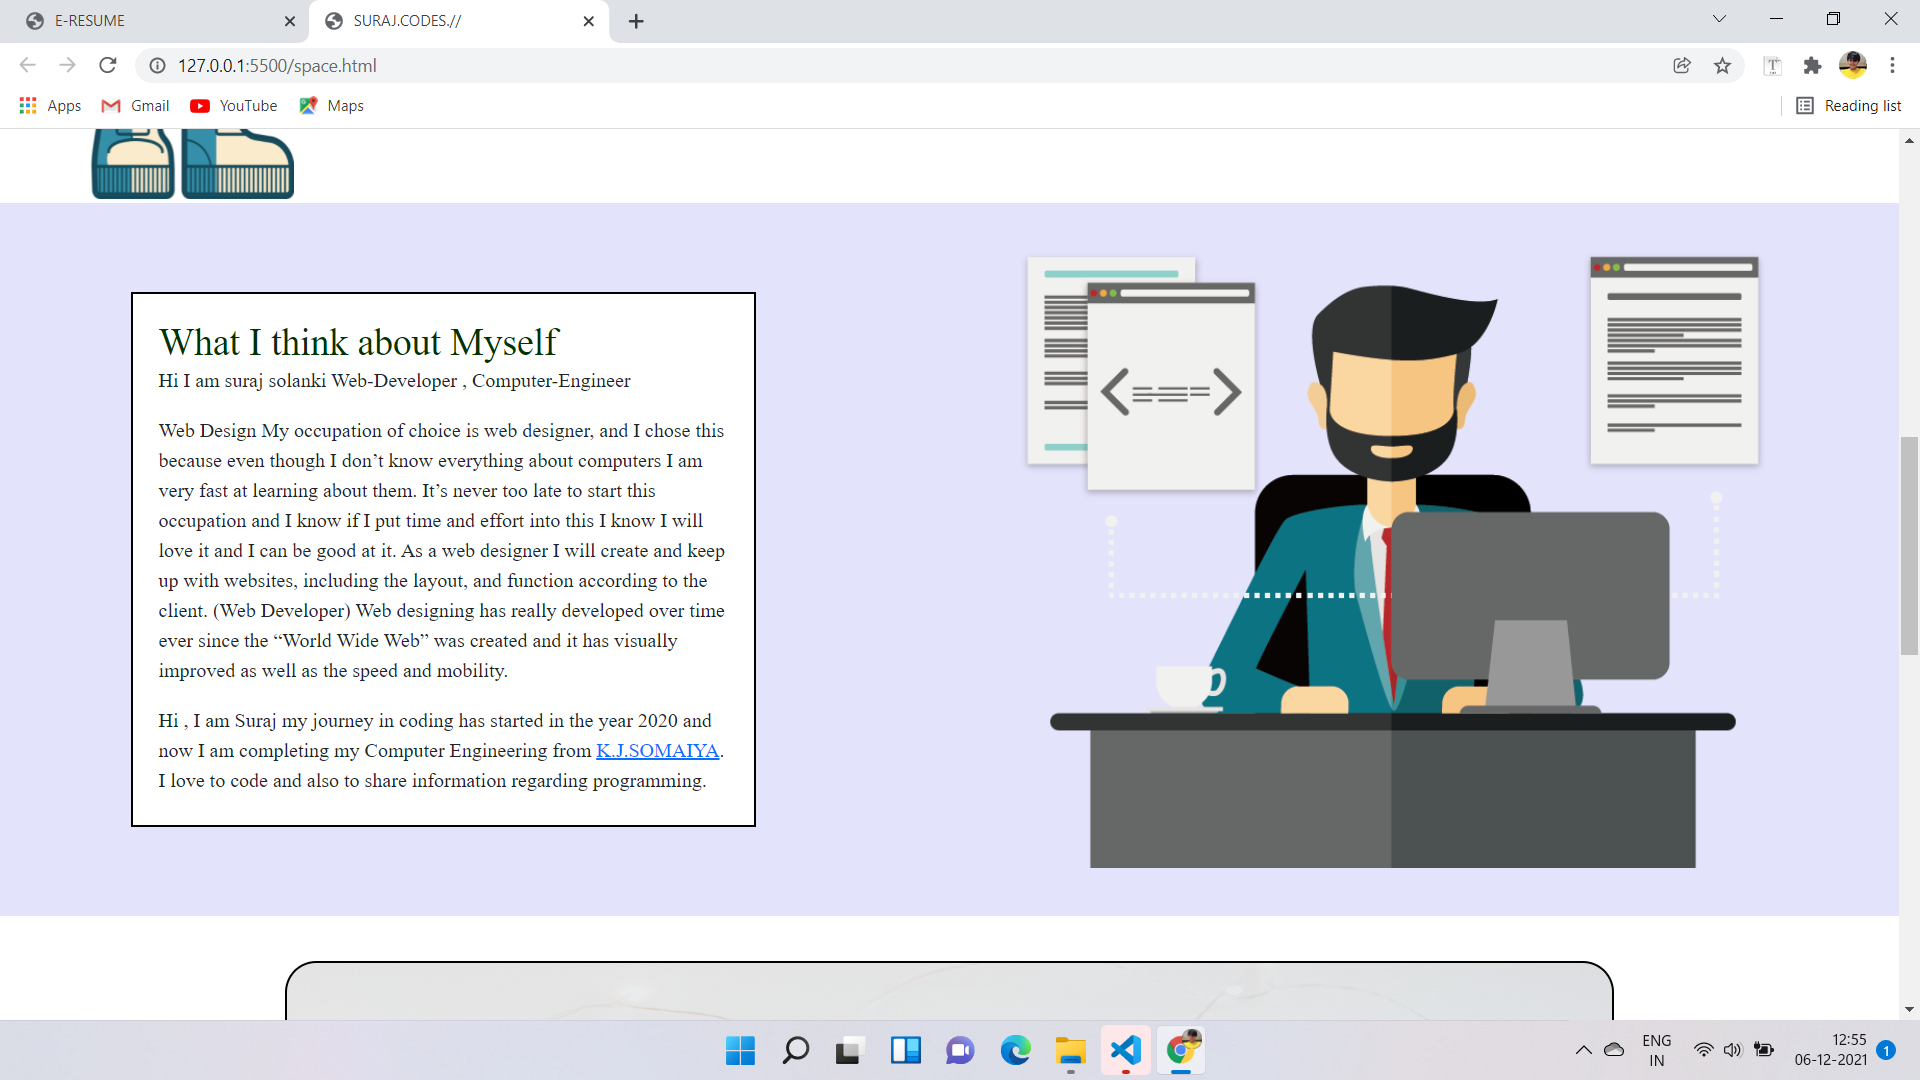 E-RESUME
SURAJ.CODES.//
127.0.0.1:5500/space.html
Apps
Gmail
YouTube
Maps
Reading list
What I think about Myself
Hi I am suraj solanki Web-Developer , Computer-Engineer
Web Design My occupation of choice is web designer, and I chose this
because even though I don’t know everything about computers I am
very fast at learning about them. It’s never too late to start this
occupation and I know if I put time and effort into this I know I will
love it and I can be good at it. As a web designer I will create and keep
up with websites, including the layout, and function according to the
client. (Web Developer) Web designing has really developed over time
ever since the “World Wide Web” was created and it has visually
improved as well as the speed and mobility.
Hi , I am Suraj my journey in coding has started in the year 2020 and
now I am completing my Computer Engineering from K.J.SOMAIYA.
I love to code and also to share information regarding programming.
ENG
IN
12:55
06-12-2021
1